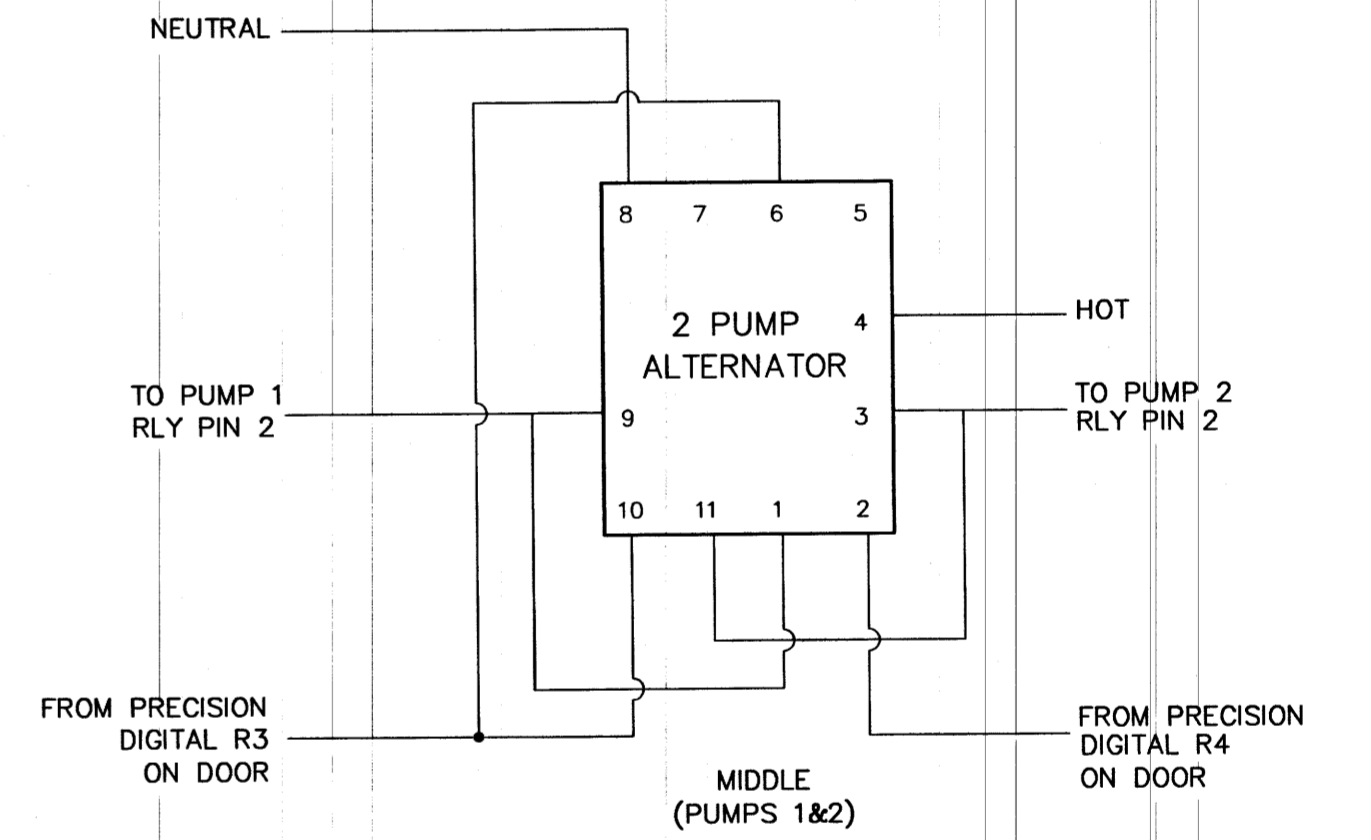 NEUTRAL
8 7 6 5
2 PUMP
ALTERNATOR
4
HOT
TO PUMP 1
RLY PIN 2
9
3
TO PUMP 2
RLY PIN 2
10 11 1 2
FROM PRECISION
DIGITAL R3
ON DOOR
FROM PRECISION
DIGITAL R4
ON DOOR
MIDDLE
(PUMPS 1&2)